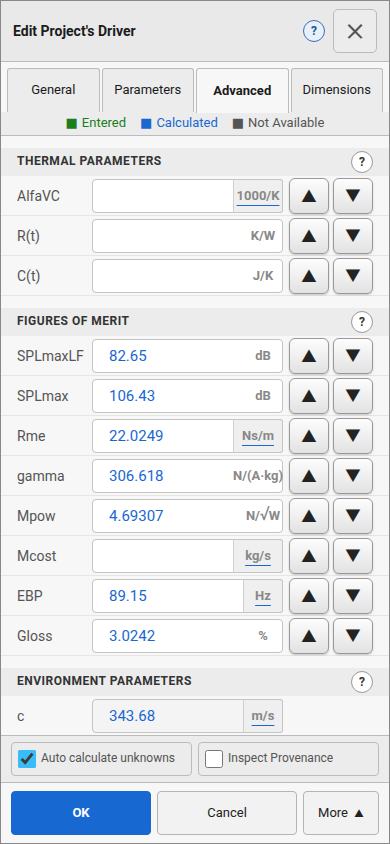 Edit Project's Driver ?
General Parameters Advanced Dimensions
Entered Calculated Not Available
THERMAL PARAMETERS ?
AlfaVC 1000/K
R(t) K/W
C(t) J/K
FIGURES OF MERIT ?
SPLmaxLF 82.65 dB
SPLmax 106.43 dB
Rme 22.0249 Ns/m
gamma 306.618 N/(A·kg)
Mpow 4.69307 N/√W
Mcost kg/s
EBP 89.15 Hz
Gloss 3.0242 %
ENVIRONMENT PARAMETERS ?
c 343.68 m/s
Auto calculate unknowns Inspect Provenance
OK Cancel More ▲